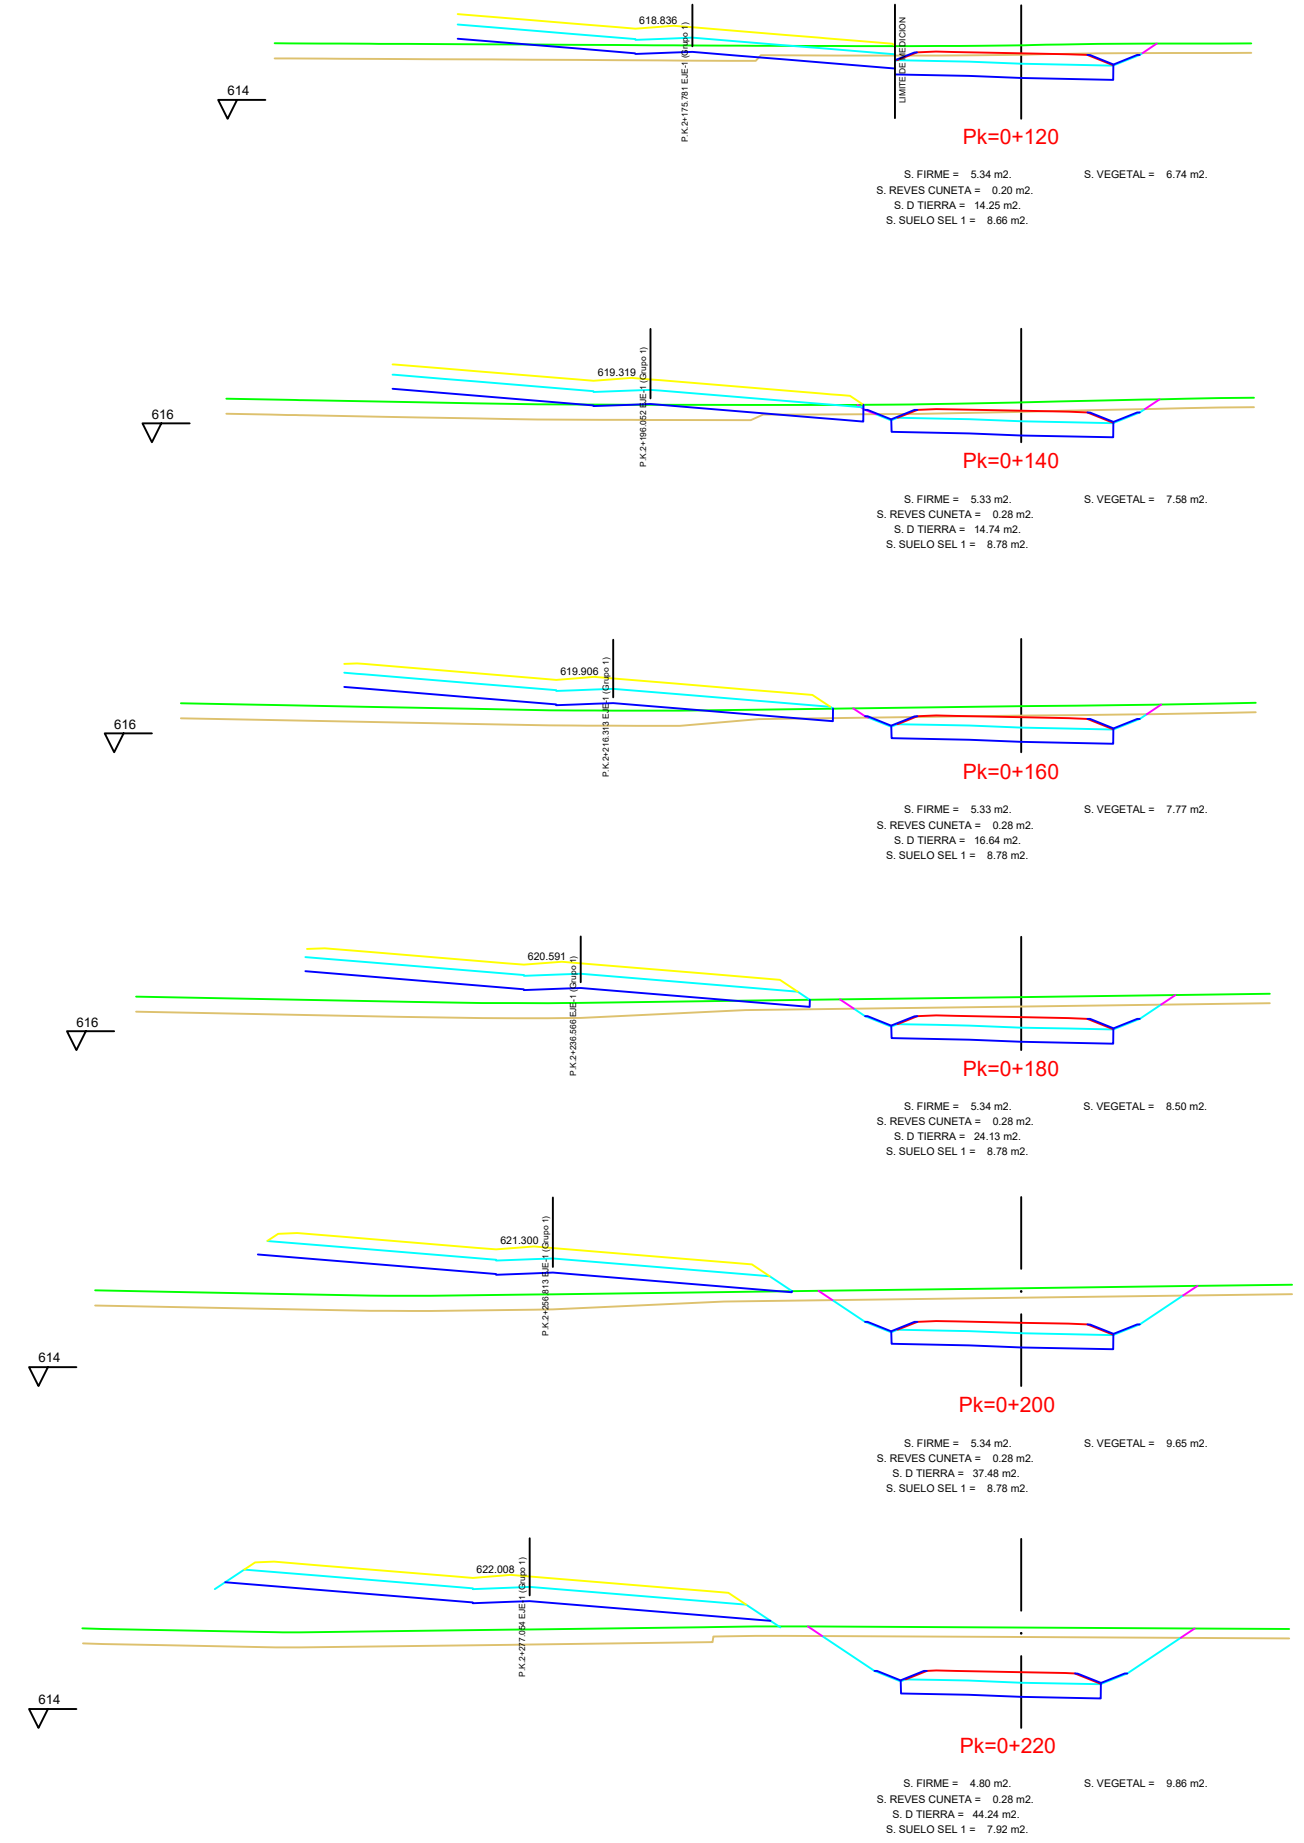 618.836
P.K.2+175.781 EJE-1 (Grupo 1)
LIMITE DE MEDICION
614
Pk=0+120
S. FIRME = 5.34 m2. S. VEGETAL = 6.74 m2.
S. REVES CUNETA = 0.20 m2.
S. D TIERRA = 14.25 m2.
S. SUELO SEL 1 = 8.66 m2.
619.319
P.K.2+196.052 EJE-1 (Grupo 1)
616
Pk=0+140
S. FIRME = 5.33 m2. S. VEGETAL = 7.58 m2.
S. REVES CUNETA = 0.28 m2.
S. D TIERRA = 14.74 m2.
S. SUELO SEL 1 = 8.78 m2.
619.906
P.K.2+216.313 EJE-1 (Grupo 1)
616
Pk=0+160
S. FIRME = 5.33 m2. S. VEGETAL = 7.77 m2.
S. REVES CUNETA = 0.28 m2.
S. D TIERRA = 16.64 m2.
S. SUELO SEL 1 = 8.78 m2.
620.591
P.K.2+236.566 EJE-1 (Grupo 1)
616
Pk=0+180
S. FIRME = 5.34 m2. S. VEGETAL = 8.50 m2.
S. REVES CUNETA = 0.28 m2.
S. D TIERRA = 24.13 m2.
S. SUELO SEL 1 = 8.78 m2.
621.300
P.K.2+256.813 EJE-1 (Grupo 1)
614
Pk=0+200
S. FIRME = 5.34 m2. S. VEGETAL = 9.65 m2.
S. REVES CUNETA = 0.28 m2.
S. D TIERRA = 37.48 m2.
S. SUELO SEL 1 = 8.78 m2.
622.008
P.K.2+277.054 EJE-1 (Grupo 1)
614
Pk=0+220
S. FIRME = 4.80 m2. S. VEGETAL = 9.86 m2.
S. REVES CUNETA = 0.28 m2.
S. D TIERRA = 44.24 m2.
S. SUELO SEL 1 = 7.92 m2.